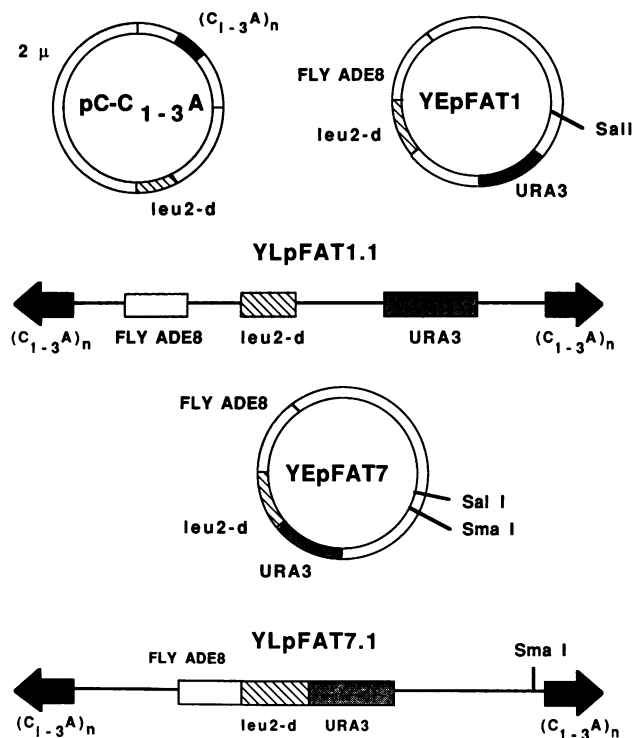 2 μ
(C1-3A)n
pC-C1-3A
leu2-d
FLY ADE8
YEpFAT1
leu2-d
SalI
URA3
YLpFAT1.1
(C1-3A)n
FLY ADE8
leu2-d
URA3
(C1-3A)n
FLY ADE8
YEpFAT7
Sal I
Sma I
leu2-d
URA3
YLpFAT7.1
FLY ADE8
Sma I
(C1-3A)n
leu2-d
URA3
(C1-3A)n